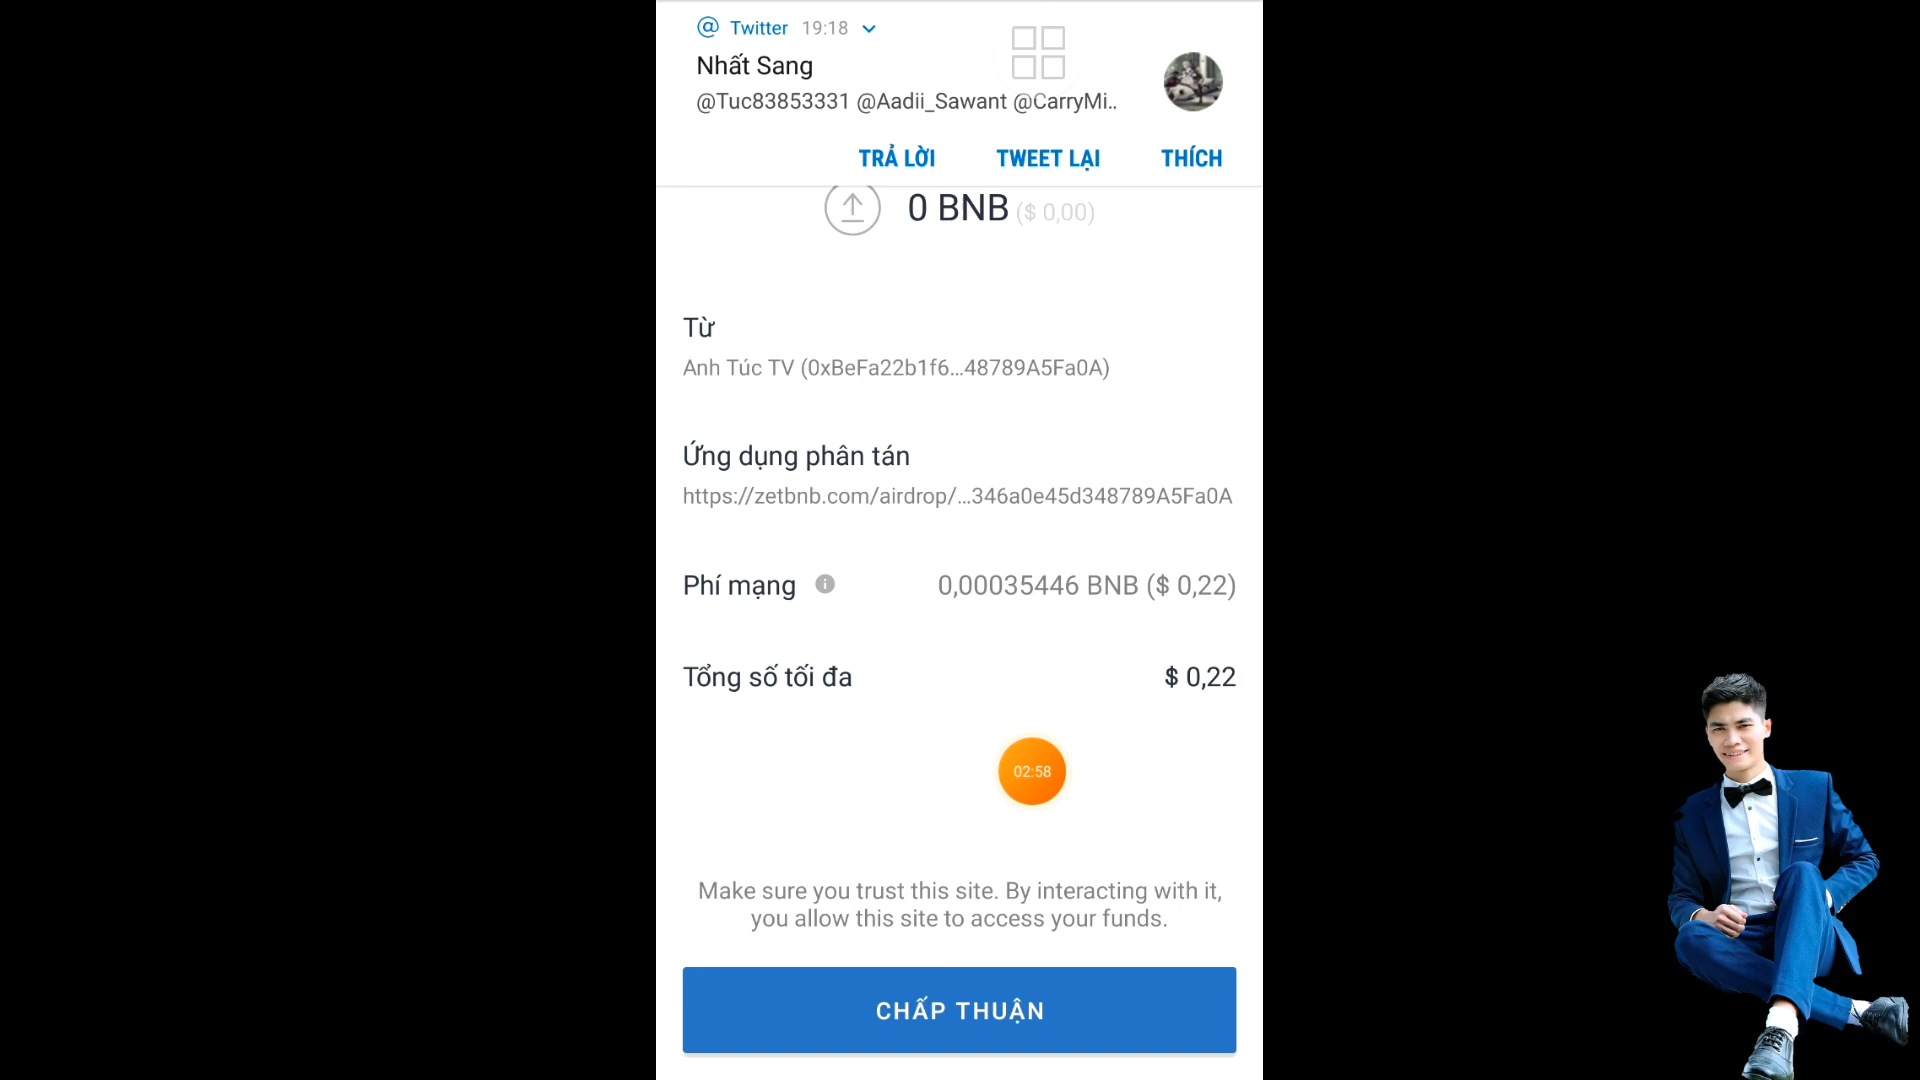 Twitter 19:18
Nhất Sang
@Tuc83853331 @Aadii_Sawant @CarryMi..
TRẢ LỜI TWEET LẠI THÍCH
0 BNB ($ 0,00)
Từ
Anh Túc TV (0xBeFa22b1f6...48789A5Fa0A)
Ứng dụng phân tán
https://zetbnb.com/airdrop/...346a0e45d348789A5Fa0A
Phí mạng 0,00035446 BNB ($ 0,22)
Tổng số tối đa $ 0,22
02:58
Make sure you trust this site. By interacting with it,
you allow this site to access your funds.
CHẤP THUẬN